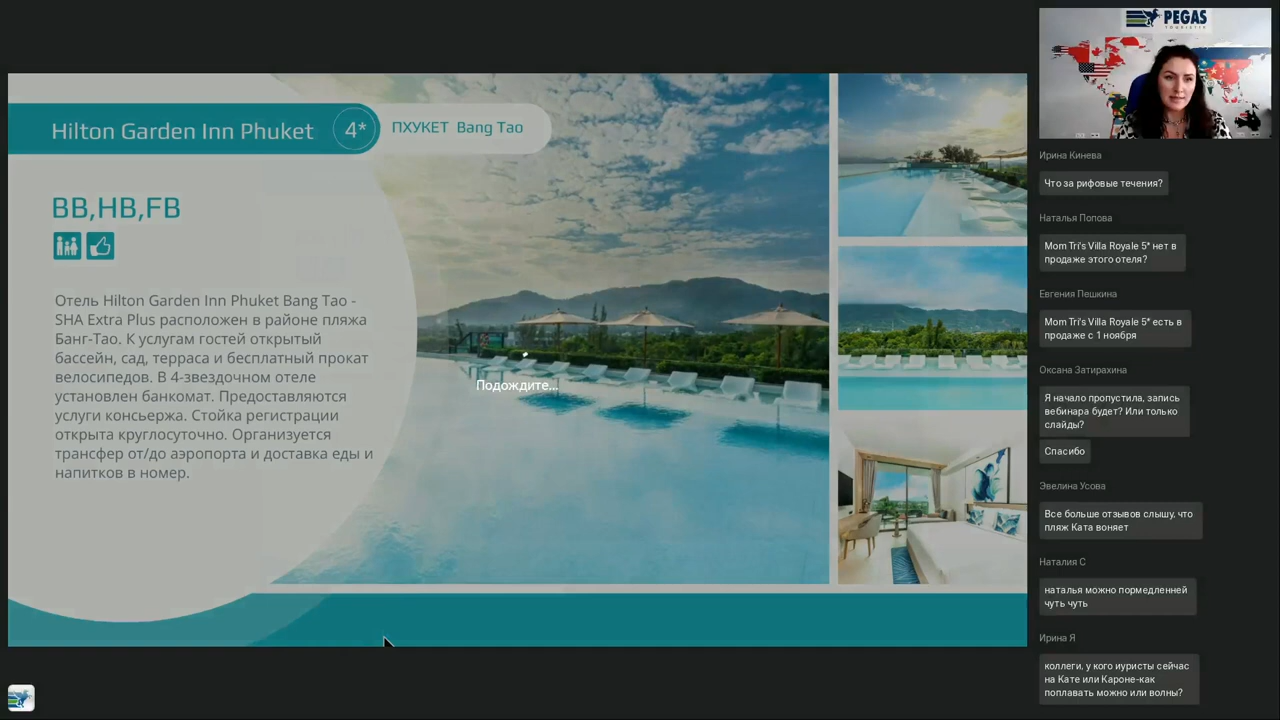 Hilton Garden Inn Phuket
4*
ПХУКЕТ Bang Tao
BB,HB,FB
Отель Hilton Garden Inn Phuket Bang Tao -
SHA Extra Plus расположен в районе пляжа
Банг-Тао. К услугам гостей открытый
бассейн, сад, терраса и бесплатный прокат
велосипедов. В 4-звездочном отеле
установлен банкомат. Предоставляются
услуги консьержа. Стойка регистрации
открыта круглосуточно. Организуется
трансфер от/до аэропорта и доставка еды и
напитков в номер.
Подождите...
PEGAS
TOURISTIK
Ирина Кинева
Что за рифовые течения?
Наталья Попова
Mom Tri's Villa Royale 5* нет в
продаже этого отеля?
Евгения Пешкина
Mom Tri's Villa Royale 5* есть в
продаже с 1 ноября
Оксана Затирахина
Я начало пропустила, запись
вебинара будет? Или только
слайды?
Спасибо
Эвелина Усова
Все больше отзывов слышу, что
пляж Ката воняет
Наталия С
наталья можно пормедленней
чуть чуть
Ирина Я
коллеги, у кого иуристы сейчас
на Кате или Кароне-как
поплавать можно или волны?